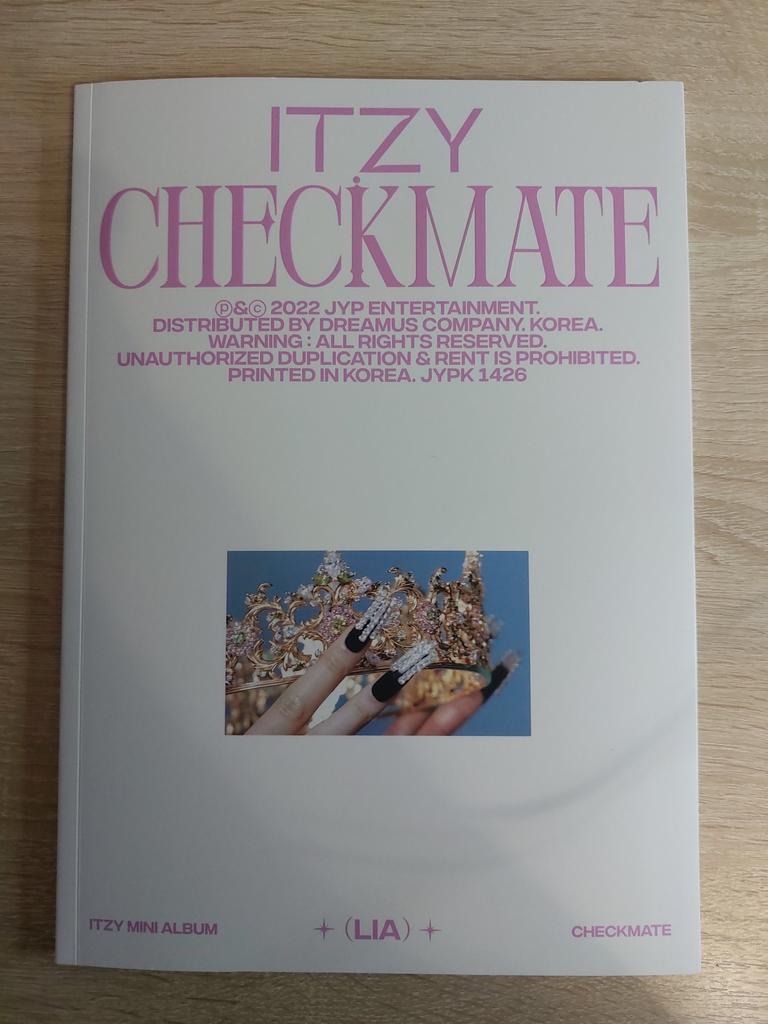 ITZY
CHECKMATE
Ⓟ&Ⓒ 2022 JYP ENTERTAINMENT.
DISTRIBUTED BY DREAMUS COMPANY. KOREA.
WARNING : ALL RIGHTS RESERVED.
UNAUTHORIZED DUPLICATION & RENT IS PROHIBITED.
PRINTED IN KOREA. JYPK 1426
ITZY MINI ALBUM (LIA) CHECKMATE